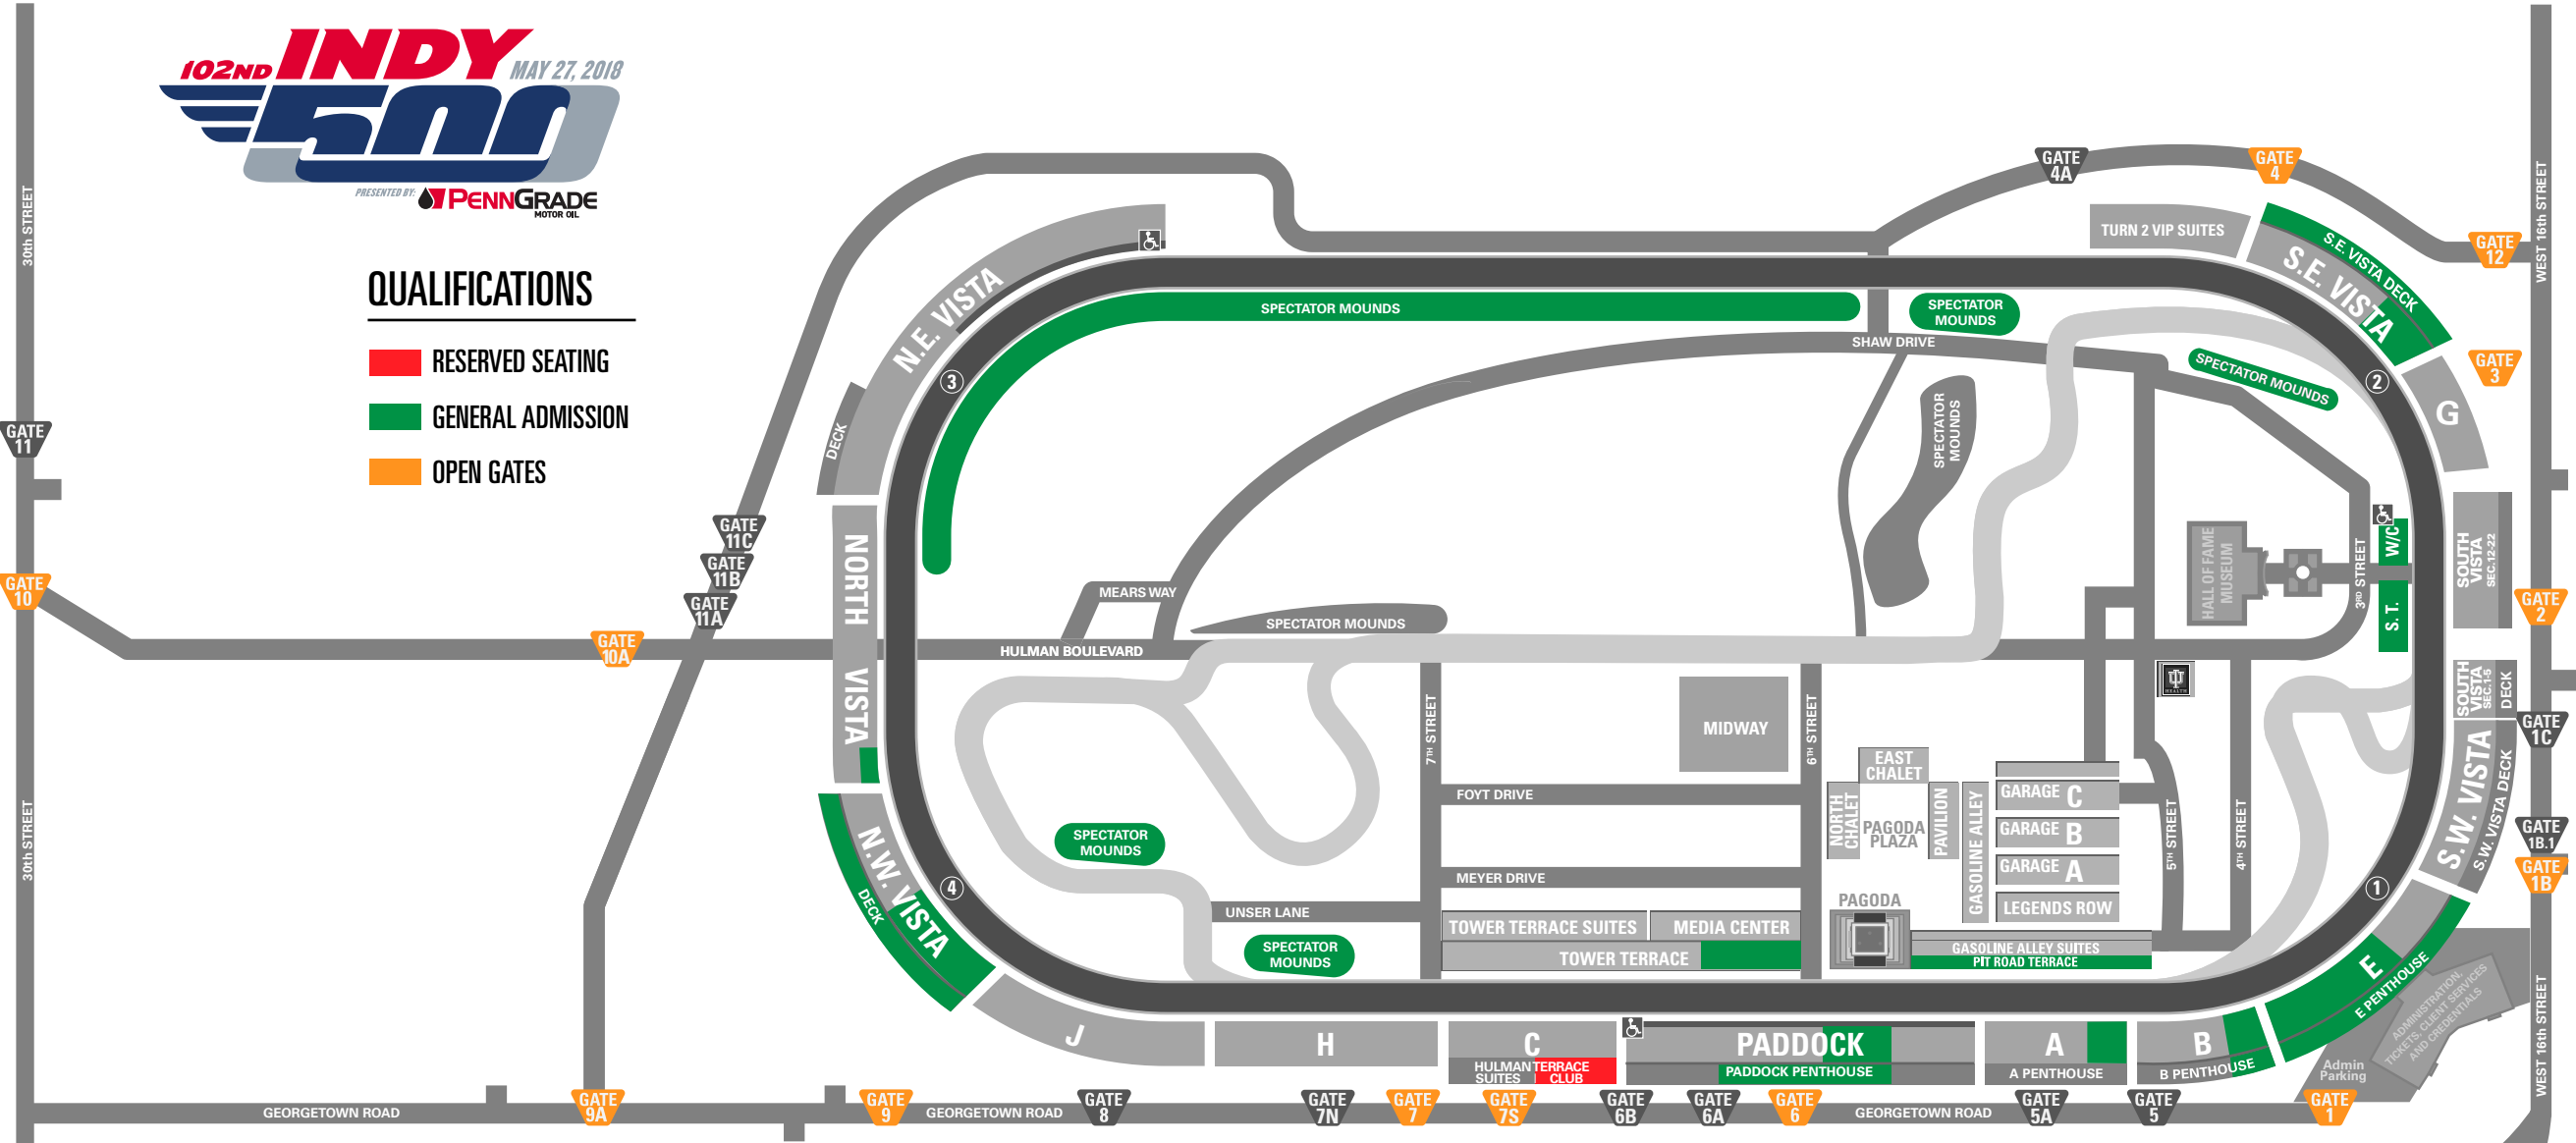 102ND INDY MAY 27, 2018
500
PRESENTED BY: PENNGRADE
MOTOR OIL
QUALIFICATIONS
RESERVED SEATING
GENERAL ADMISSION
OPEN GATES
30th STREET
30th STREET
GATE
11
GATE
10
GATE
10A
GATE
11C
GATE
11B
GATE
11A
GATE
4A
GATE
4
GATE
12
GATE
3
GATE
2
GATE
1C
GATE
1B.1
GATE
1B
WEST 16th STREET
WEST 16th STREET
TURN 2 VIP SUITES
S.E. VISTA DECK
S.E. VISTA
N.E. VISTA
DECK
SPECTATOR MOUNDS
SPECTATOR
MOUNDS
SHAW DRIVE
SPECTATOR MOUNDS
SPECTATOR
MOUNDS
3
2
G
NORTH VISTA
MEARS WAY
SPECTATOR MOUNDS
HULMAN BOULEVARD
HALL OF FAME
MUSEUM
3RD STREET
W/C
S. T.
SOUTH
VISTA
SEC. 12-22
SOUTH
VISTA
SEC. 1-5
DECK
S.W. VISTA
S.W. VISTA DECK
IU
HEALTH
7TH STREET
6TH STREET
5TH STREET
4TH STREET
MIDWAY
FOYT DRIVE
MEYER DRIVE
UNSER LANE
EAST
CHALET
NORTH
CHALET
PAGODA
PLAZA
PAVILION
GASOLINE ALLEY
GARAGE C
GARAGE B
GARAGE A
LEGENDS ROW
PAGODA
SPECTATOR
MOUNDS
SPECTATOR
MOUNDS
TOWER TERRACE SUITES
MEDIA CENTER
TOWER TERRACE
GASOLINE ALLEY SUITES
PIT ROAD TERRACE
4
1
N.W. VISTA
DECK
J
H
C
HULMAN
SUITES
TERRACE
CLUB
PADDOCK
PADDOCK PENTHOUSE
A
A PENTHOUSE
B
B PENTHOUSE
E
E PENTHOUSE
ADMINISTRATION,
TICKETS, CLIENT SERVICES
AND CREDENTIALS
Admin
Parking
GEORGETOWN ROAD
GATE
9A
GATE
9
GEORGETOWN ROAD
GATE
8
GATE
7N
GATE
7
GATE
7S
GATE
6B
GATE
6A
GATE
6
GEORGETOWN ROAD
GATE
5A
GATE
5
GATE
1